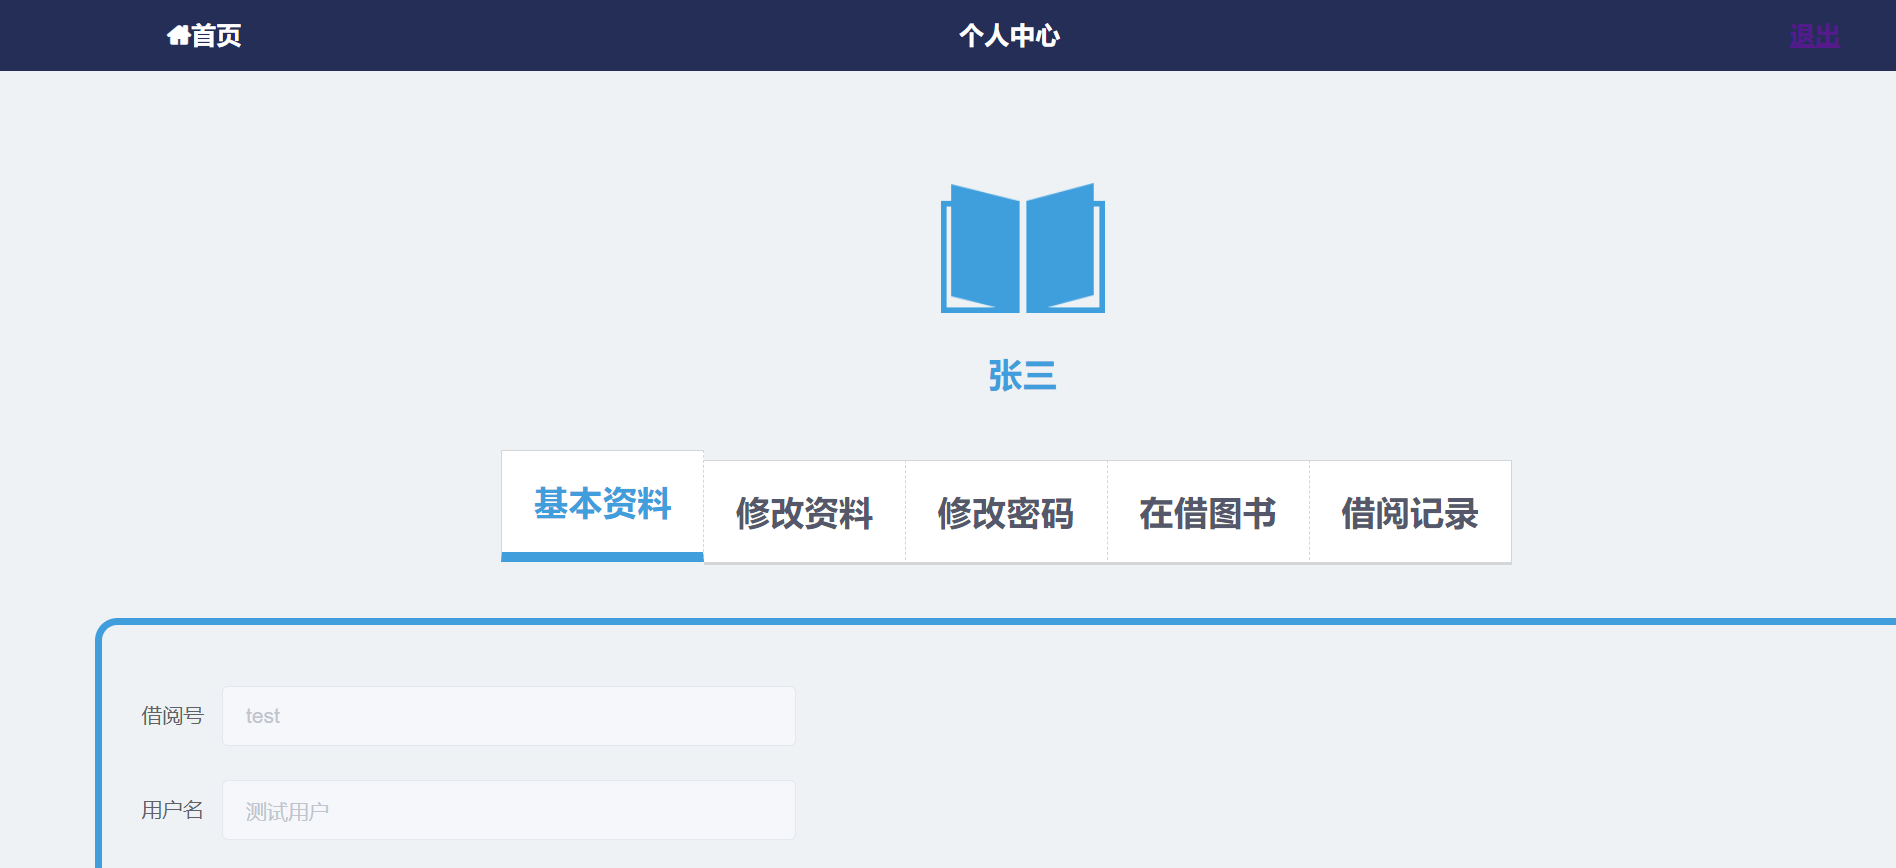 首页 个人中心 退出
张三
基本资料 修改资料 修改密码 在借图书 借阅记录
借阅号 test
用户名 测试用户